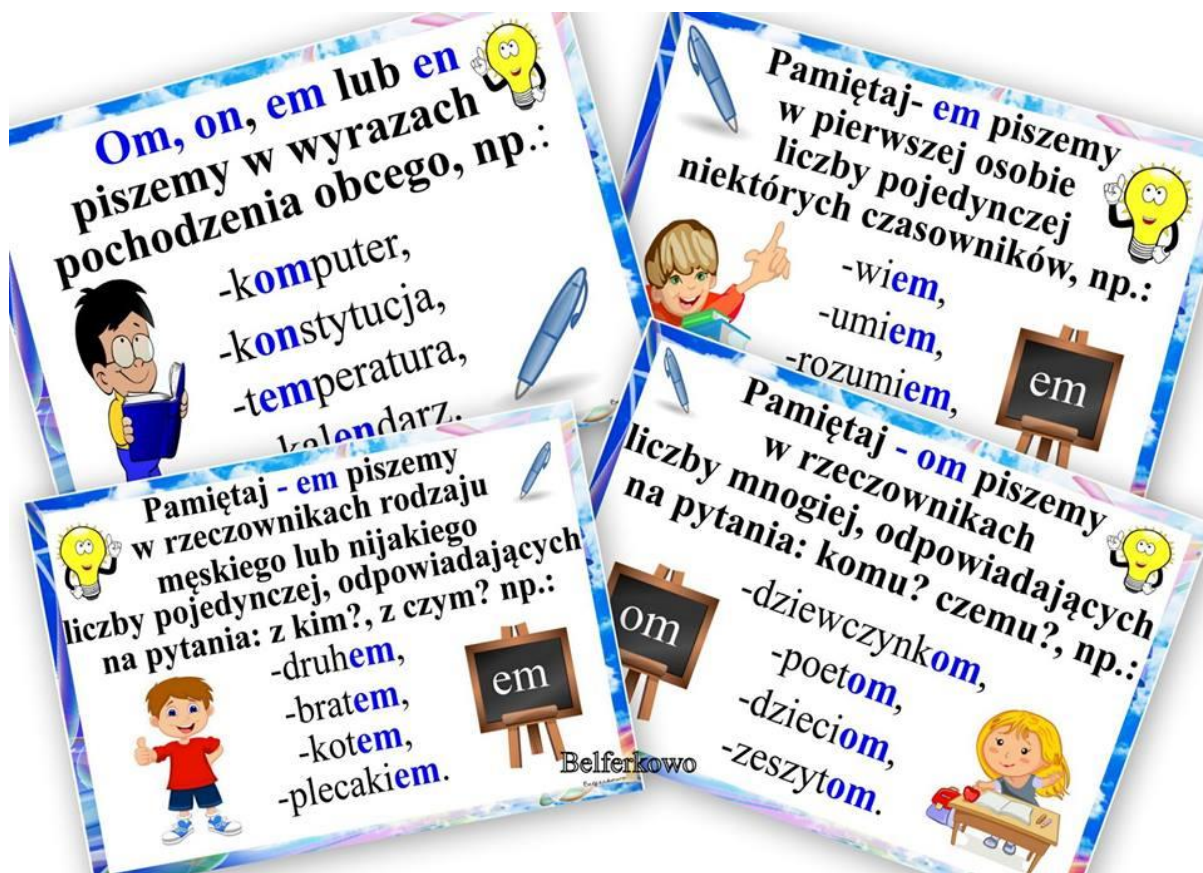 Om, on, em lub en
piszemy w wyrazach
pochodzenia obcego, np.:
-komputer,
-konstytucja,
-temperatura,
kalendarz.
Pamiętaj- em piszemy
w pierwszej osobie
liczby pojedynczej
niektórych czasowników, np.:
-wiem,
-umiem,
-rozumiem,
em
Pamiętaj - em piszemy
w rzeczownikach rodzaju
męskiego lub nijakiego
liczby pojedynczej, odpowiadających
na pytania: z kim?, z czym? np.:
-druhem,
-bratem,
-kotem,
-plecakiem.
em
Pamiętaj - om piszemy
w rzeczownikach
liczby mnogiej, odpowiadających
na pytania: komu? czemu?, np.:
-dziewczynkom,
-poetom,
-dzieciom,
-zeszytom.
om
Belferkowo